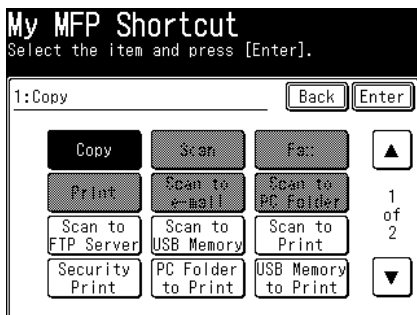 My MFP Shortcut
Select the item and press [Enter].
1:Copy
Back
Enter
Copy
Scan
Fax
Print
Scan to
e-mail
Scan to
PC Folder
Scan to
FTP Server
Scan to
USB Memory
Scan to
Print
Security
Print
PC Folder
to Print
USB Memory
to Print
1
of
2